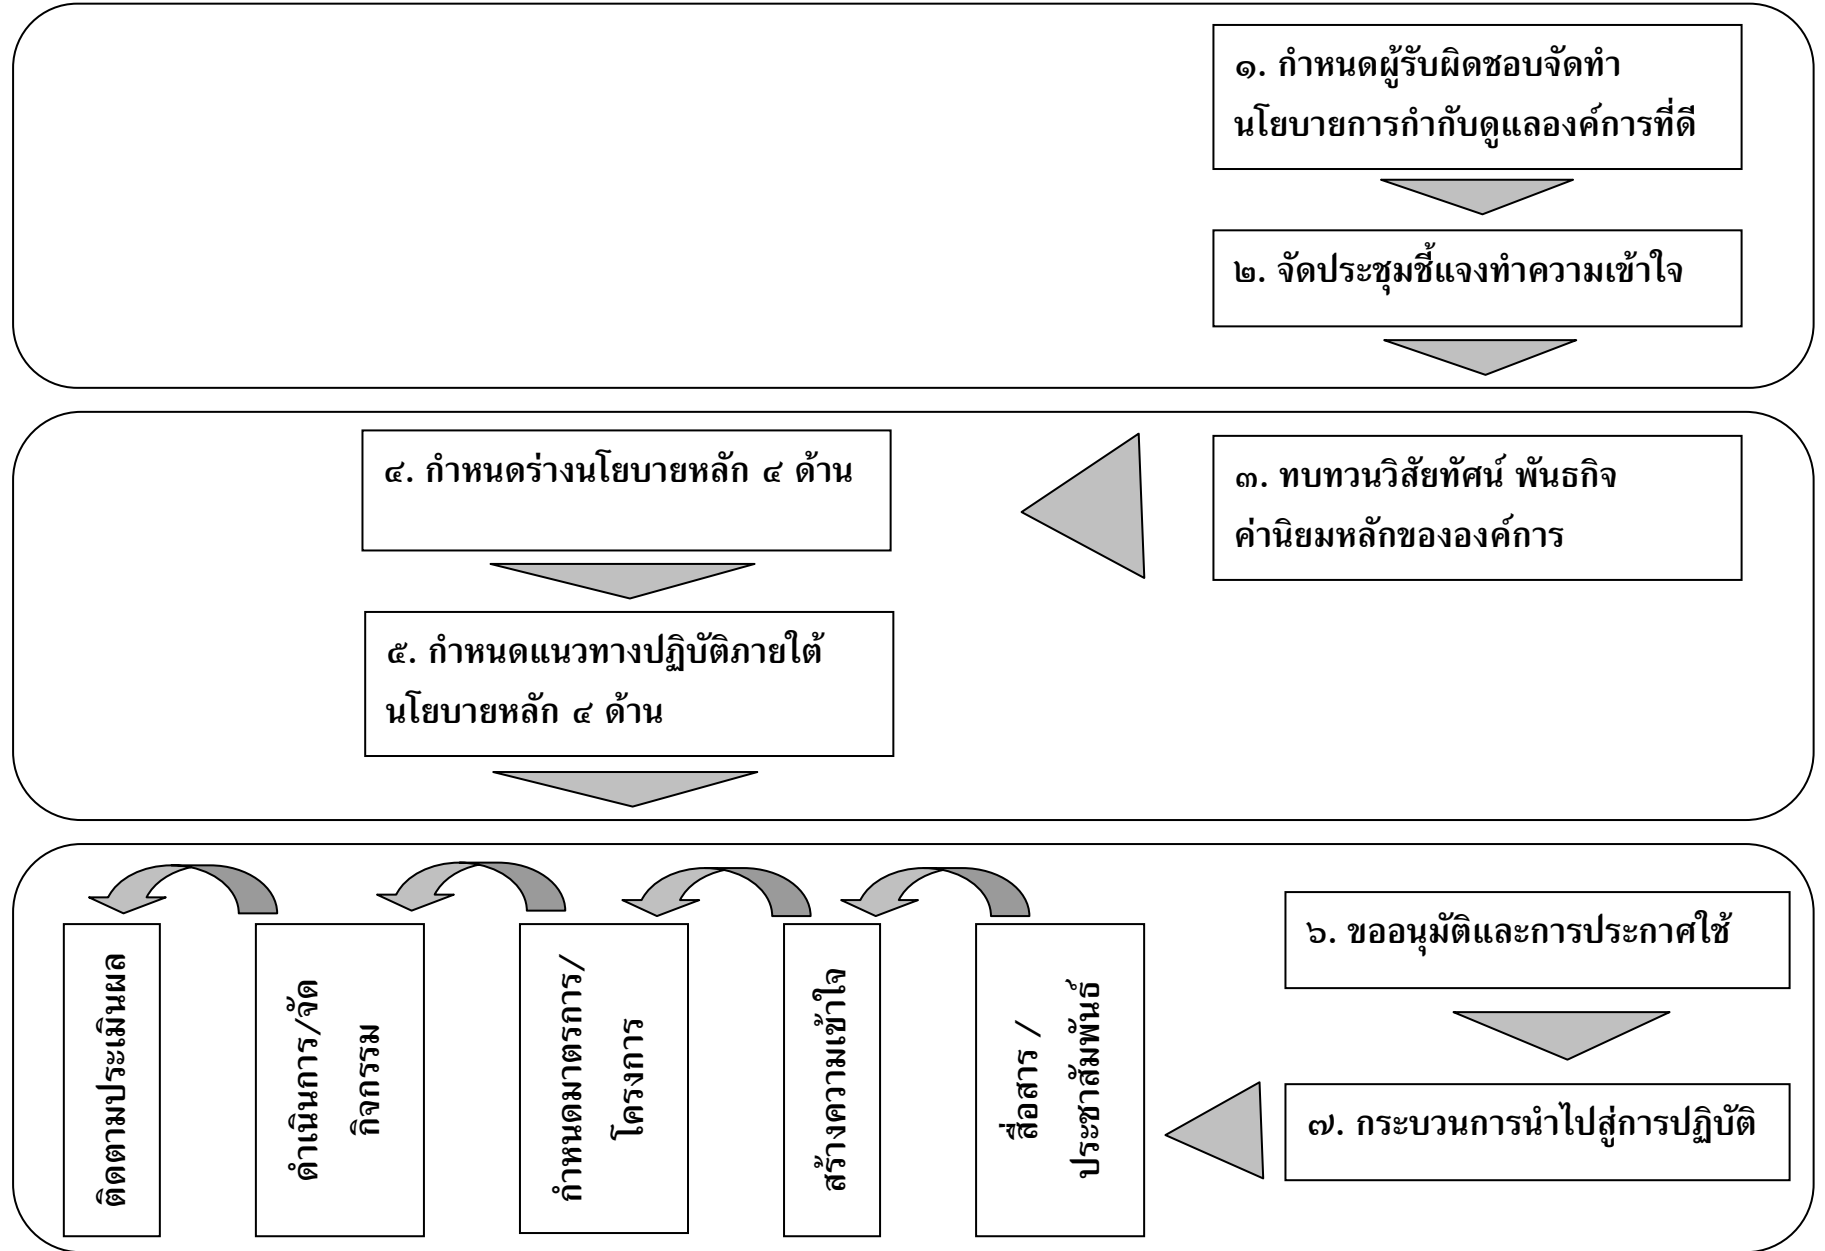 ๑. กำหนดผู้รับผิดชอบจัดทำ
นโยบายการกำกับดูแลองค์การที่ดี
๒. จัดประชุมชี้แจงทำความเข้าใจ
๓. ทบทวนวิสัยทัศน์ พันธกิจ
ค่านิยมหลักขององค์การ
๔. กำหนดร่างนโยบายหลัก ๔ ด้าน
๕. กำหนดแนวทางปฏิบัติภายใต้
นโยบายหลัก ๔ ด้าน
๖. ขออนุมัติและการประกาศใช้
๗. กระบวนการนำไปสู่การปฏิบัติ
สื่อสาร /
ประชาสัมพันธ์
สร้างความเข้าใจ
กำหนดมาตรการ/
โครงการ
ดำเนินการ/จัด
กิจกรรม
ติดตามประเมินผล